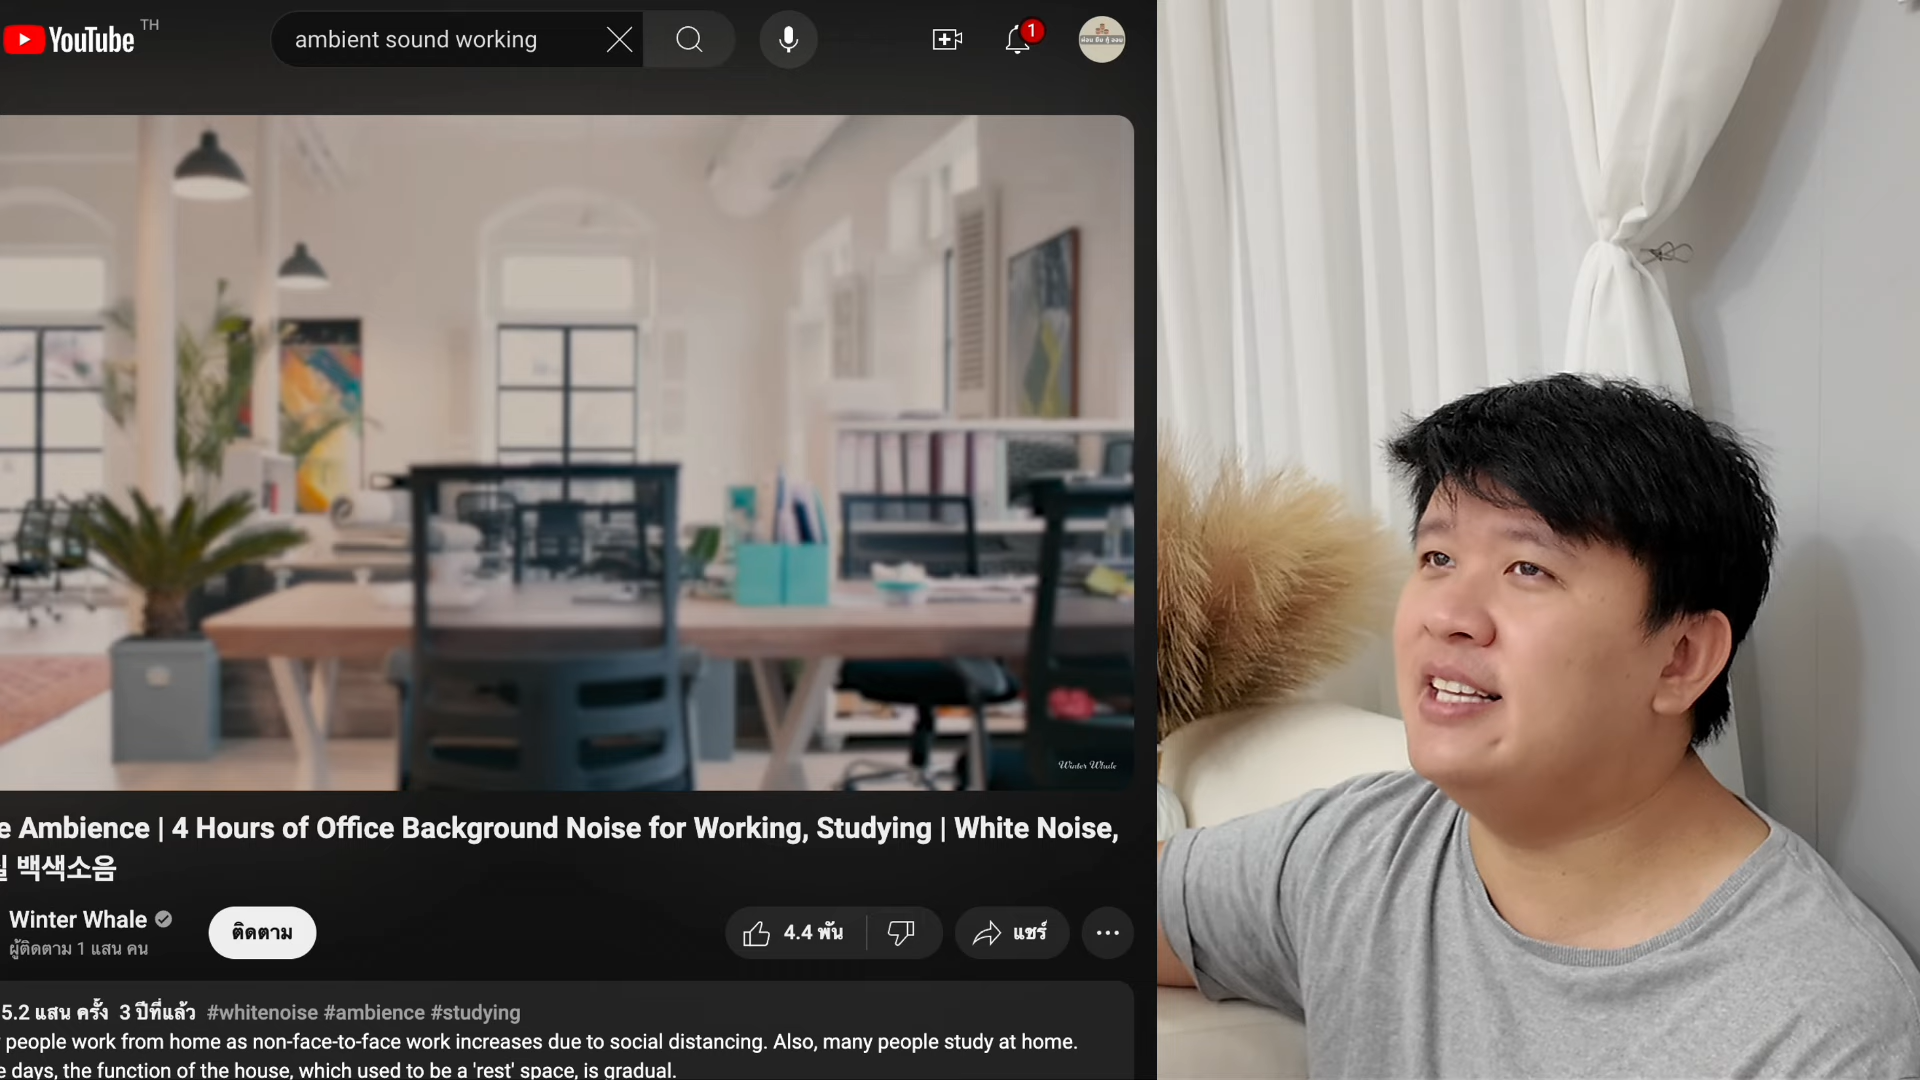 YouTube TH
ambient sound working
1
Winter Whale
e Ambience | 4 Hours of Office Background Noise for Working, Studying | White Noise,
백색소음
Winter Whale
ติดตาม
4.4 พัน
แชร์
ผู้ติดตาม 1 แสน คน
5.2 แสน ครั้ง 3 ปีที่แล้ว #whitenoise #ambience #studying
people work from home as non-face-to-face work increases due to social distancing. Also, many people study at home.
e days, the function of the house, which used to be a 'rest' space, is gradual.